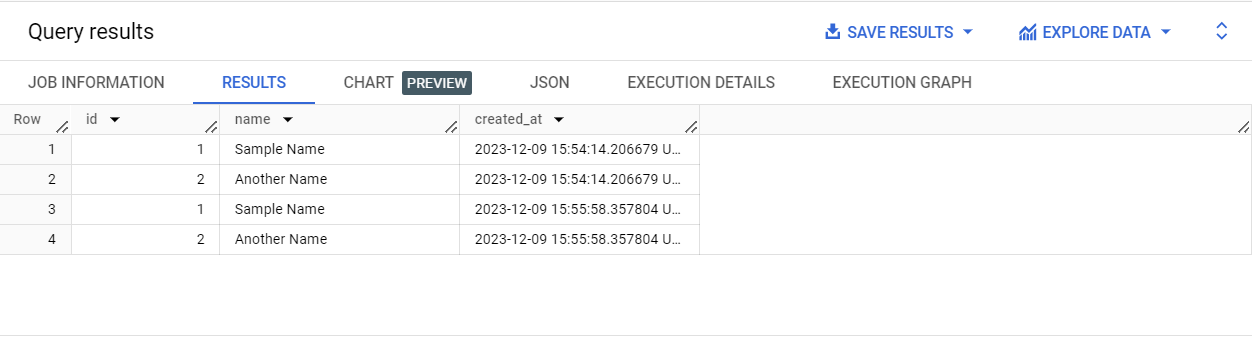 Query results SAVE RESULTS EXPLORE DATA
JOB INFORMATION RESULTS CHART PREVIEW JSON EXECUTION DETAILS EXECUTION GRAPH
Row id name created_at
1 1 Sample Name 2023-12-09 15:54:14.206679 U...
2 2 Another Name 2023-12-09 15:54:14.206679 U...
3 1 Sample Name 2023-12-09 15:55:58.357804 U...
4 2 Another Name 2023-12-09 15:55:58.357804 U...